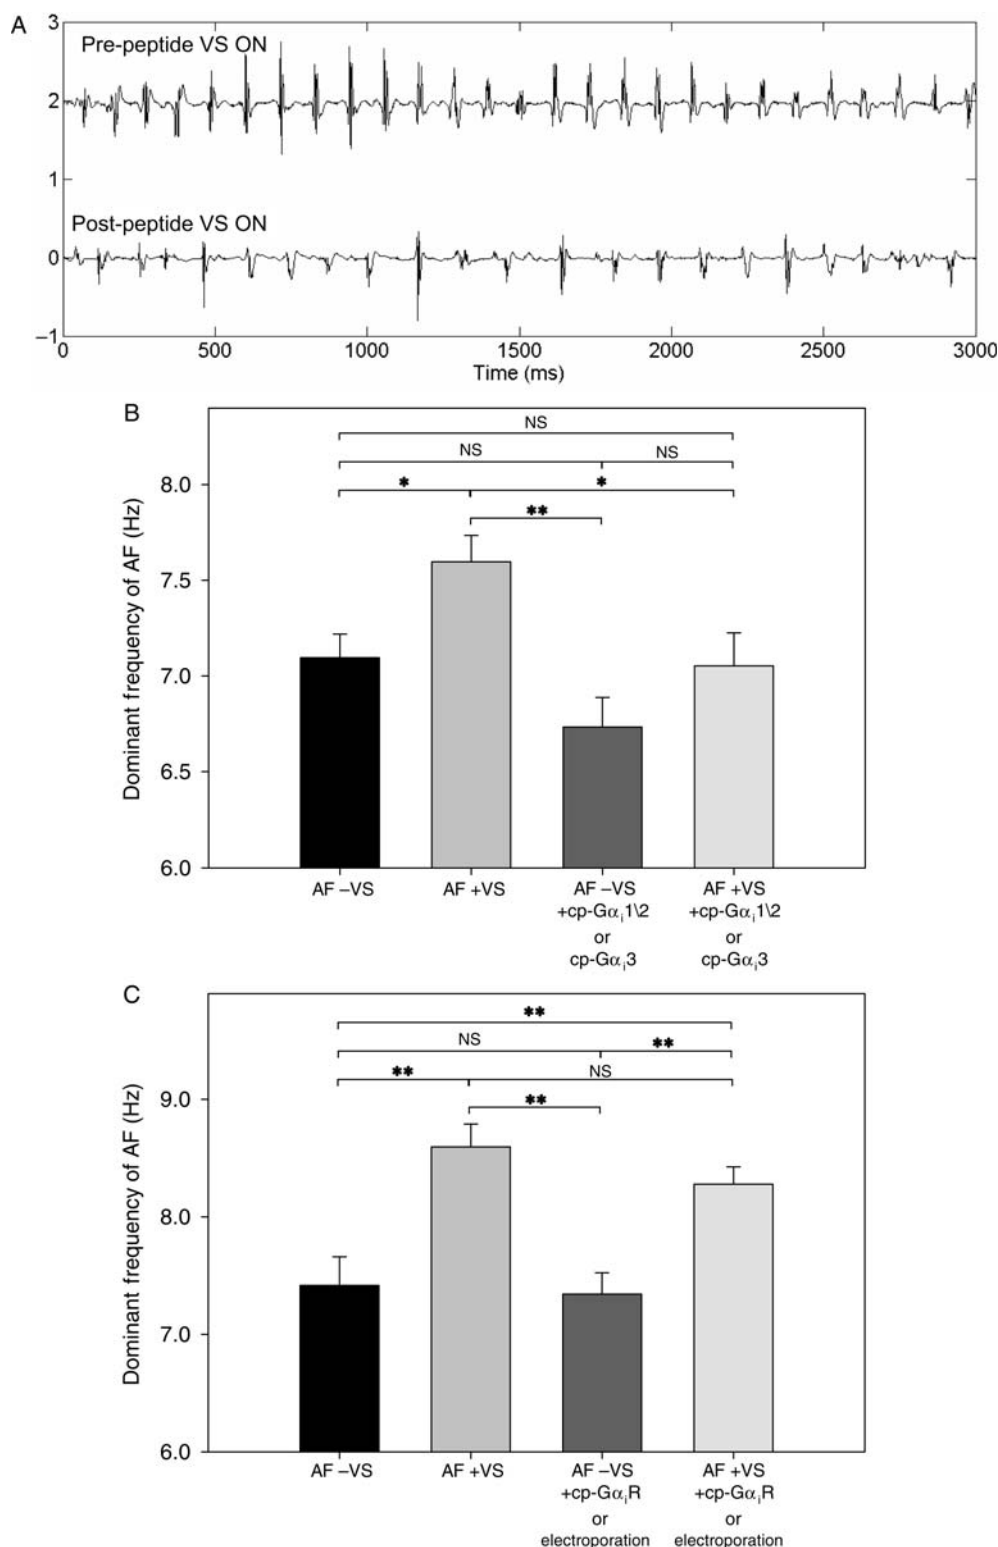 A
3
Pre-peptide VS ON
2
1
Post-peptide VS ON
0
–1
0 500 1000 1500 2000 2500 3000
Time (ms)
B
NS
NS NS
* *
**
8.0
7.5
7.0
6.5
6.0
Dominant frequency of AF (Hz)
AF –VS AF +VS AF –VS AF +VS
+cp-Gαi1\2 +cp-Gαi1\2
or or
cp-Gαi3 cp-Gαi3
C
**
NS **
** NS
**
9.0
8.0
7.0
6.0
Dominant frequency of AF (Hz)
AF –VS AF +VS AF –VS AF +VS
+cp-GαiR +cp-GαiR
or or
electroporation electroporation